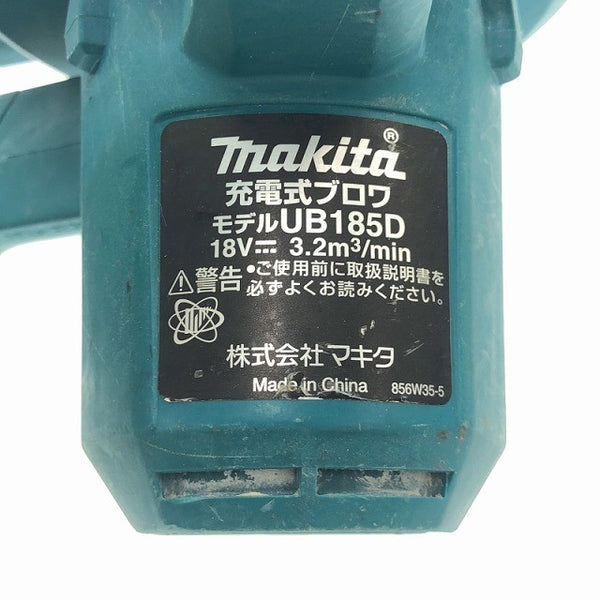 makita®
充電式ブロワ
モデルUB185D
18V⎓ 3.2m³/min
⚠警告 •ご使用前に取扱説明書を
必ずよくお読みください。
株式会社マキタ
Made in China 856W35-5